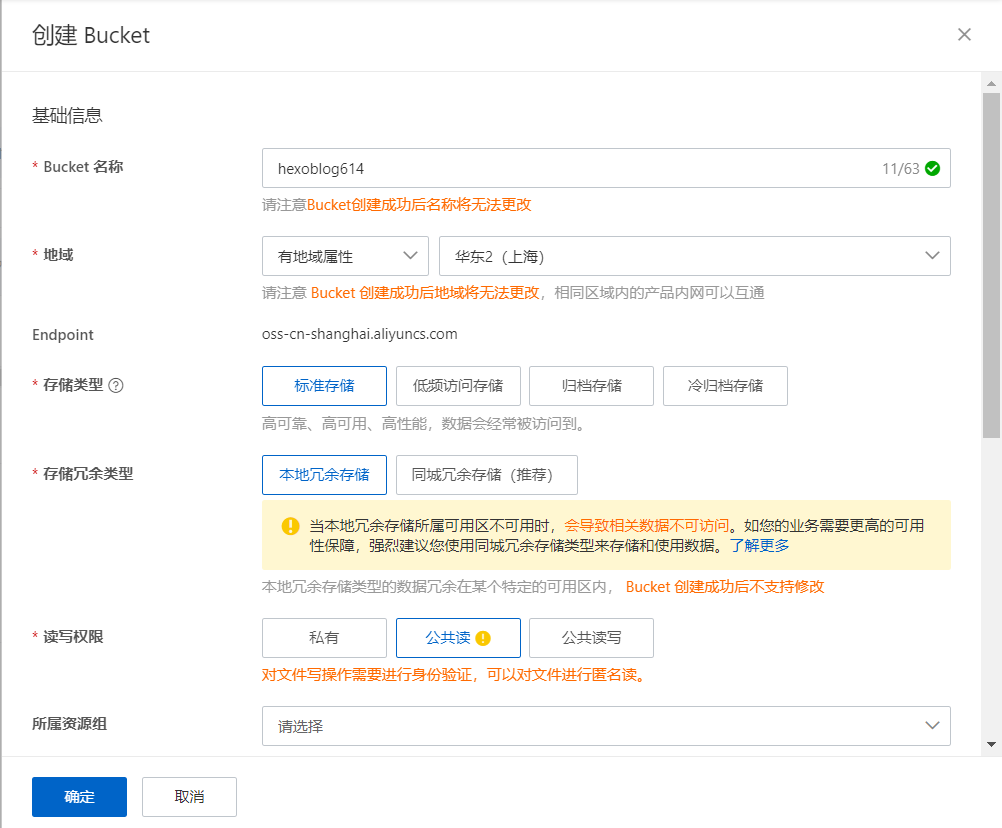 创建 Bucket
基础信息
* Bucket 名称
hexoblog614
11/63
请注意Bucket创建成功后名称将无法更改
* 地域
有地域属性
华东2（上海）
请注意 Bucket 创建成功后地域将无法更改，相同区域内的产品内网可以互通
Endpoint
oss-cn-shanghai.aliyuncs.com
* 存储类型 ?
标准存储
低频访问存储
归档存储
冷归档存储
高可靠、高可用、高性能，数据会经常被访问到。
* 存储冗余类型
本地冗余存储
同城冗余存储（推荐）
当本地冗余存储所属可用区不可用时，会导致相关数据不可访问。如您的业务需要更高的可用
性保障，强烈建议您使用同城冗余存储类型来存储和使用数据。了解更多
本地冗余存储类型的数据冗余在某个特定的可用区内， Bucket 创建成功后不支持修改
* 读写权限
私有
公共读
公共读写
对文件写操作需要进行身份验证，可以对文件进行匿名读。
所属资源组
请选择
确定
取消